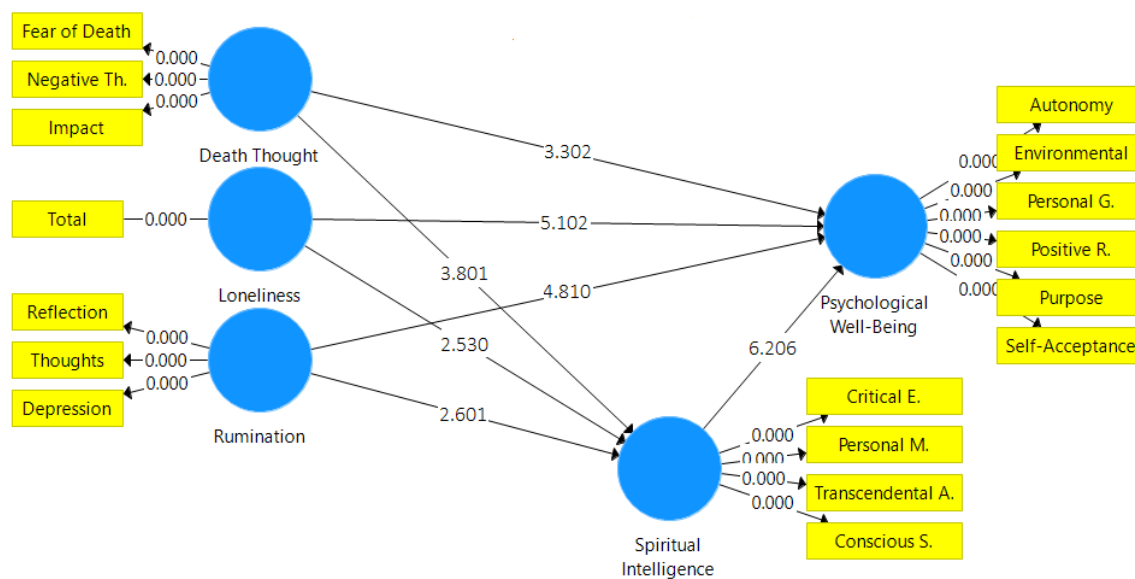 Fear of Death
0.000
Negative Th.
0.000
Impact
0.000
Death Thought
Total
0.000
Loneliness
Reflection
0.000
Thoughts
0.000
Depression
0.000
Rumination
3.302
5.102
3.801
4.810
2.530
2.601
6.206
Psychological
Well-Being
Autonomy
0.000
Environmental
0.000
Personal G.
0.000
Positive R.
0.000
Purpose
0.000
Self-Acceptance
0.000
Spiritual
Intelligence
Critical E.
0.000
Personal M.
0.000
Transcendental A.
0.000
Conscious S.
0.000